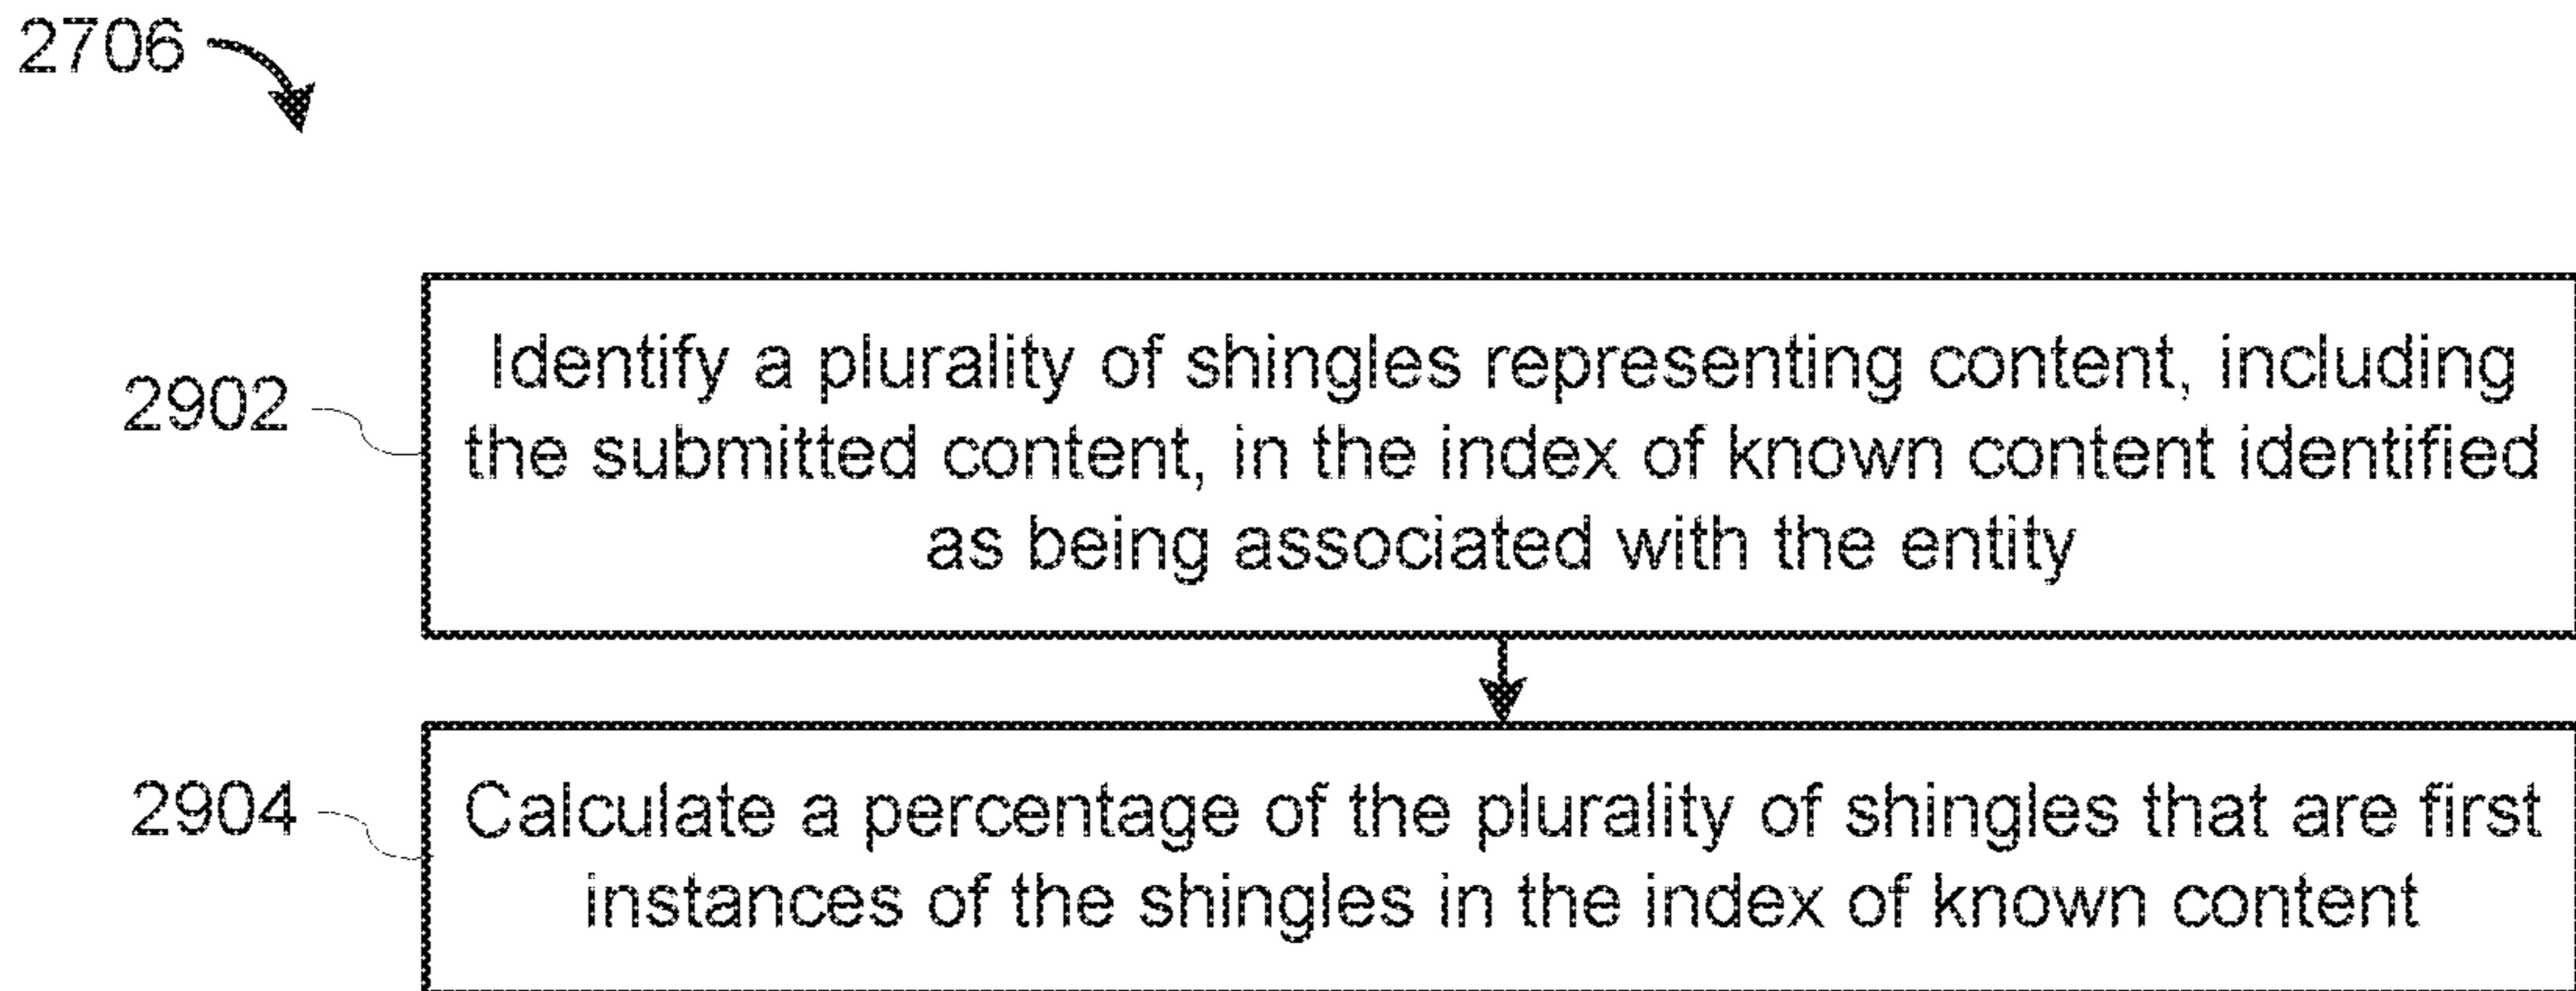 2706
2902
Identify a plurality of shingles representing content, including
the submitted content, in the index of known content identified
as being associated with the entity
2904
Calculate a percentage of the plurality of shingles that are first
instances of the shingles in the index of known content